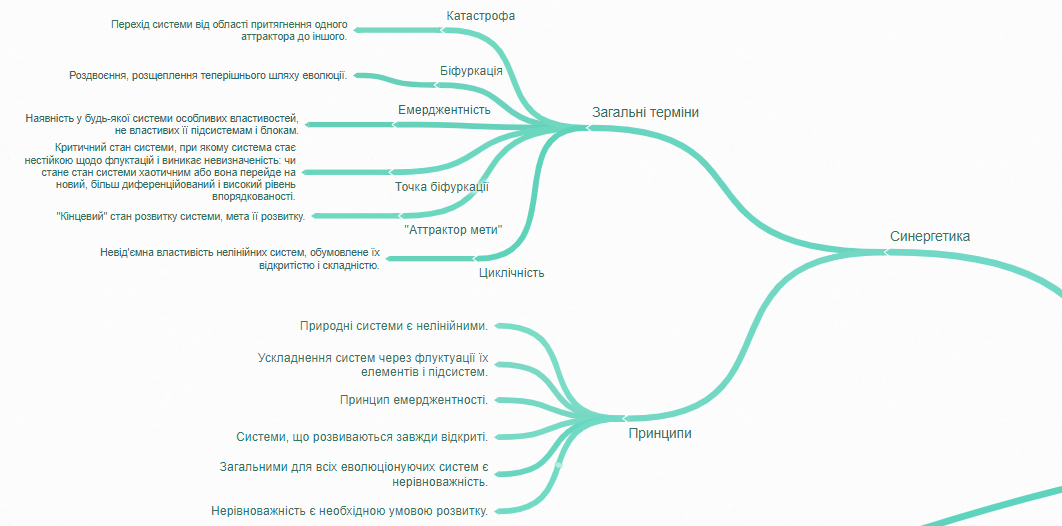 Катастрофа
Перехід системи від області притягнення одного
аттрактора до іншого.
Біфуркація
Роздвоєння, розщеплення теперішнього шляху еволюції.
Емерджентність
Загальні терміни
Наявність у будь-якої системи особливих властивостей,
не властивих її підсистемам і блокам.
Критичний стан системи, при якому система стає
нестійкою щодо флуктацій і виникає невизначеність: чи
стане стан системи хаотичним або вона перейде на
новий, більш диференційований і високий рівень
впорядкованості.
Точка біфуркації
"Кінцевий" стан розвитку системи, мета її розвитку.
"Аттрактор мети"
Синергетика
Невід'ємна властивість нелінійних систем, обумовлене їх
відкритістю і складністю.
Циклічність
Природні системи є нелінійними.
Ускладнення систем через флуктуації їх
елементів і підсистем.
Принцип емерджентності.
Системи, що розвиваються завжди відкриті.
Принципи
Загальними для всіх еволюціонуючих систем є
нерівноважність.
Нерівноважність є необхідною умовою розвитку.